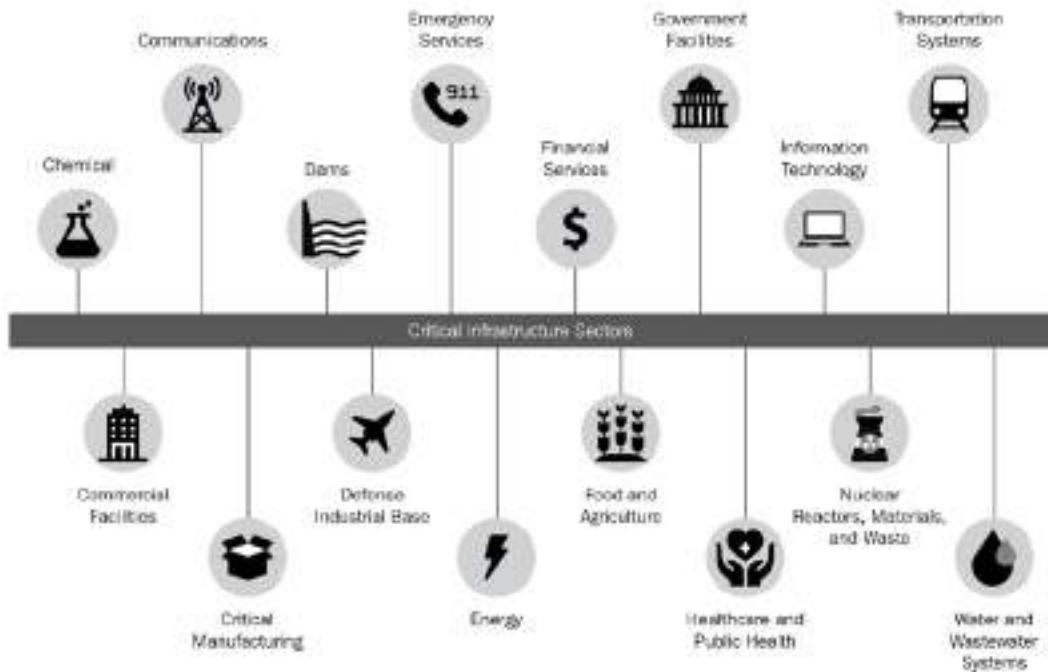 Chemical
Communications
Dams
Emergency
Services
911
Financial
Services
$
Government
Facilities
Information
Technology
Transportation
Systems
Critical Infrastructure Sectors
Commercial
Facilities
Critical
Manufacturing
Defense
Industrial Base
Energy
Food and
Agriculture
Healthcare and
Public Health
Nuclear
Reactors, Materials,
and Waste
Water and
Wastewater
Systems